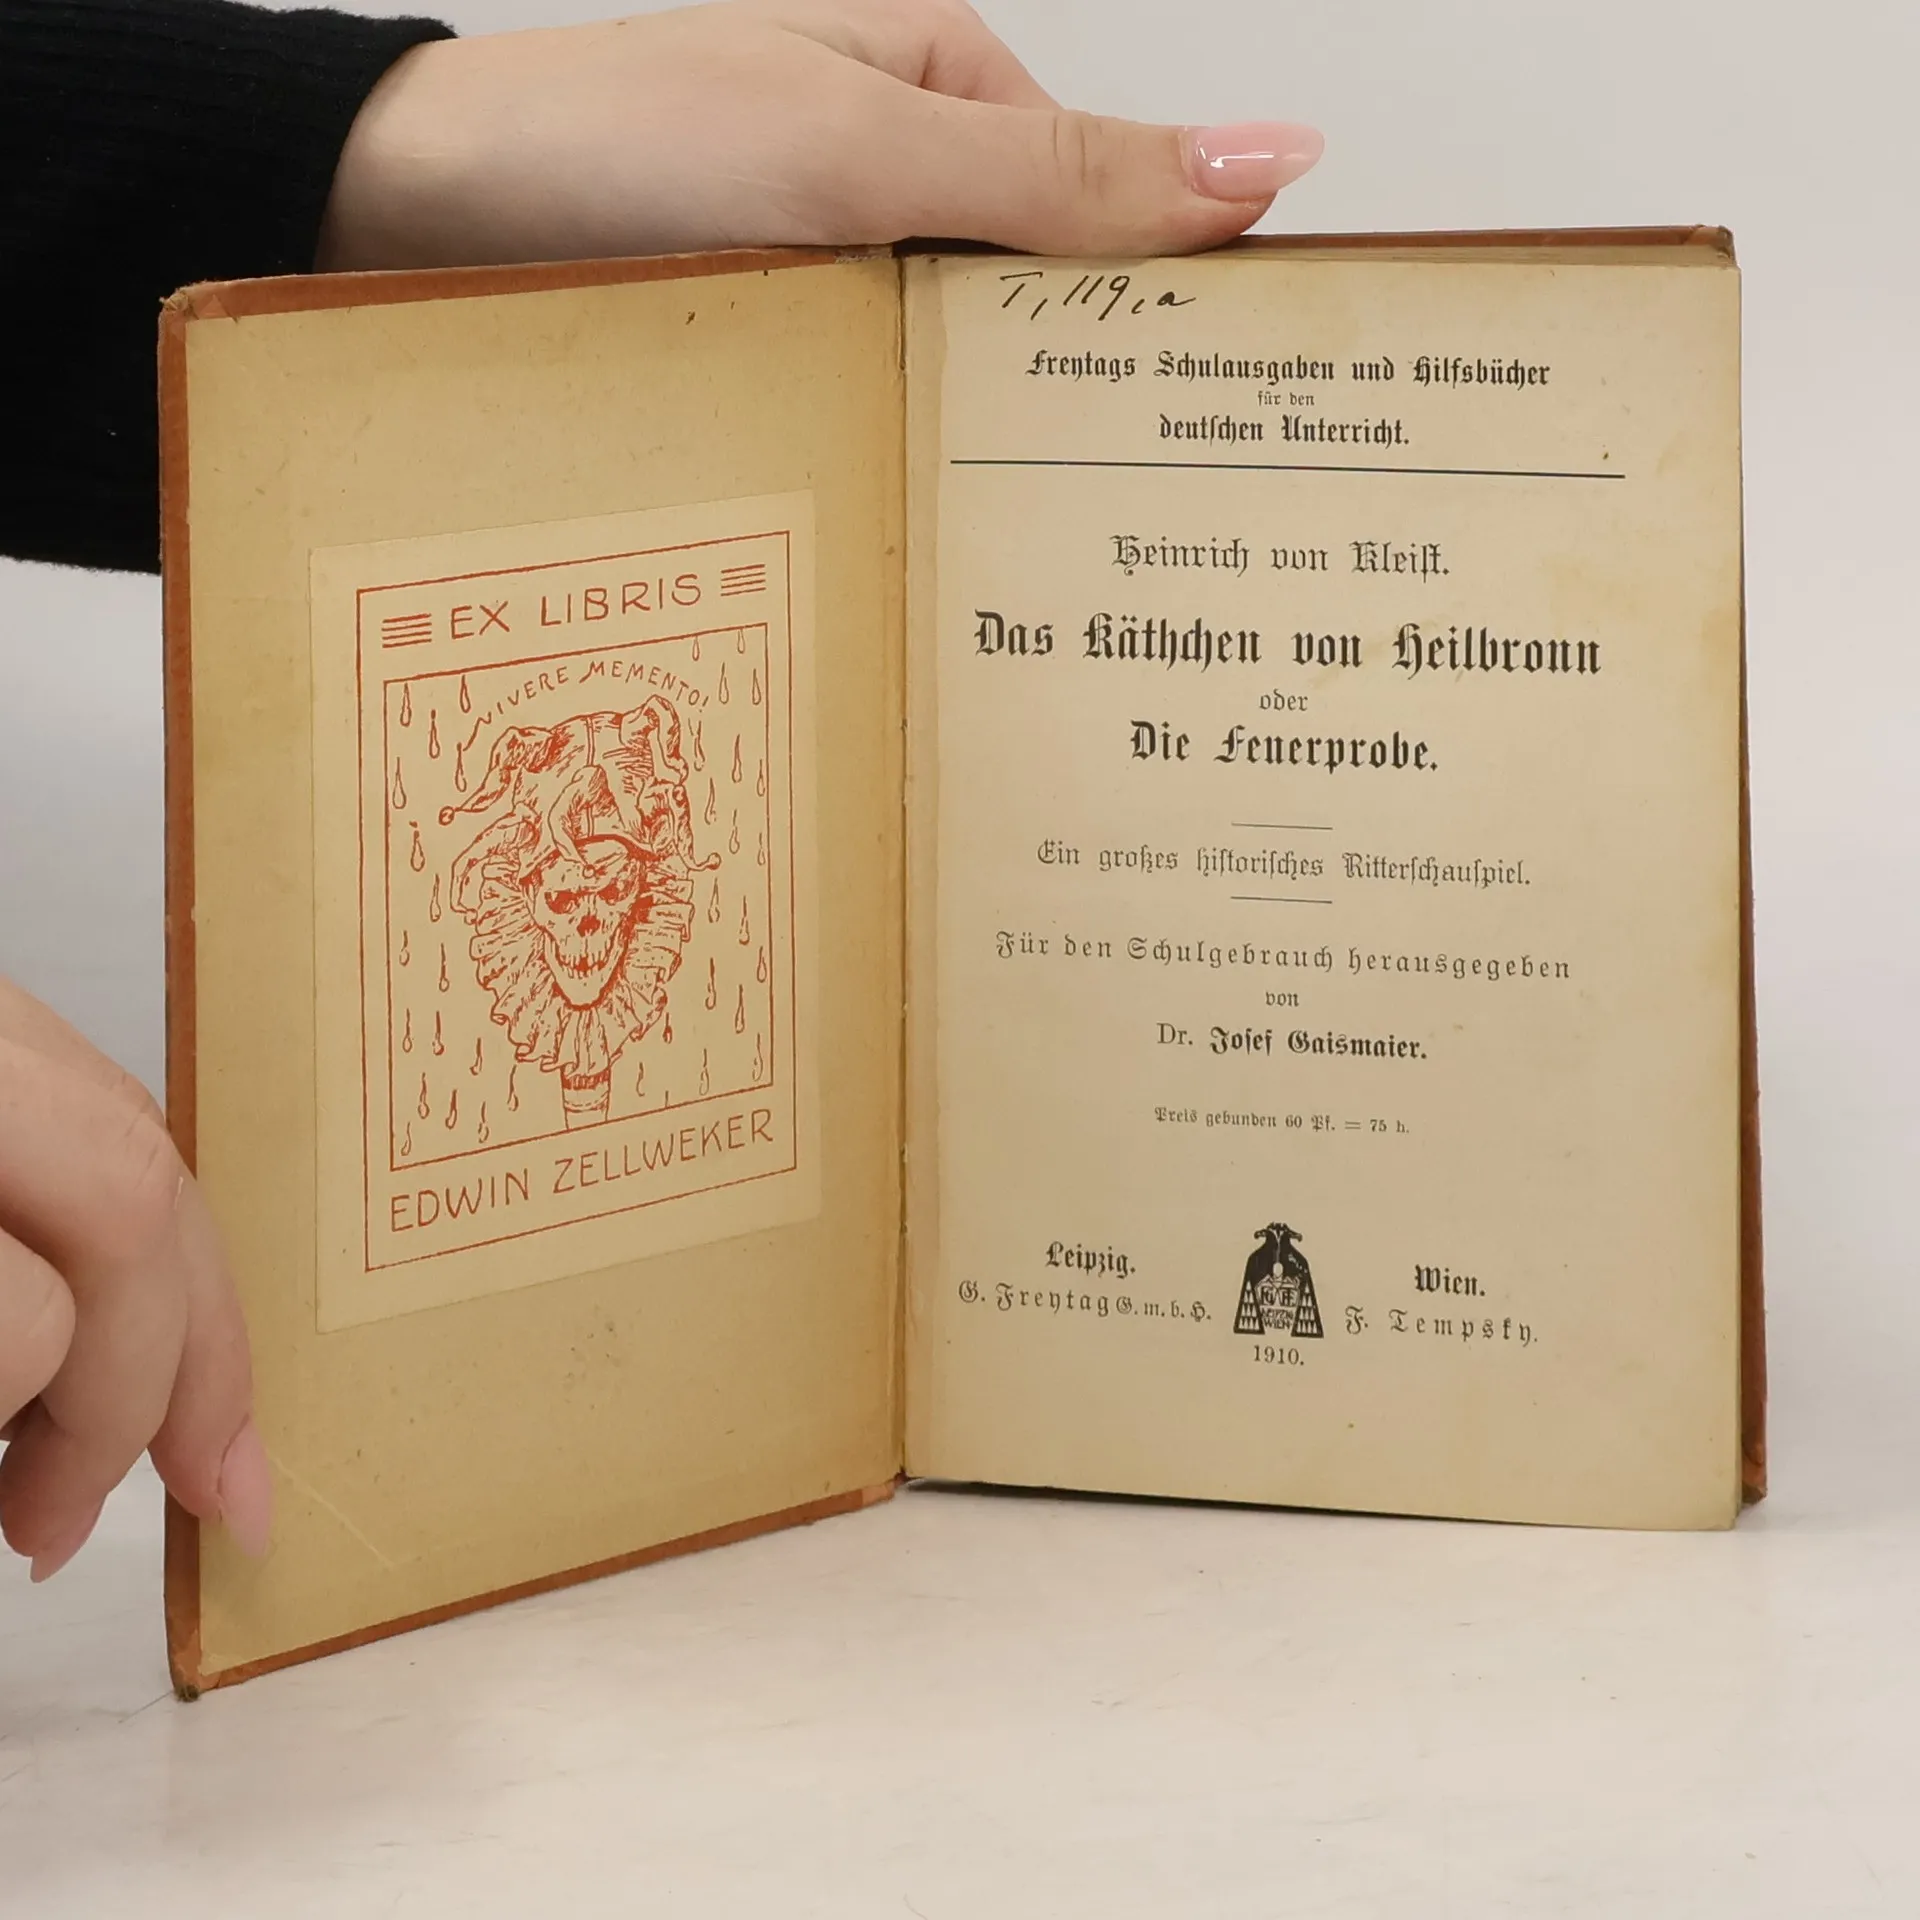 EX LIBRIS
VIVERE MEMENTO!
EDWIN ZELLWEKER
T, 119, a
Freytags Schulausgaben und Hilfsbücher
für den
deutſchen Unterricht.
Heinrich von Kleiſt.
Das Käthchen von Heilbronn
oder
Die Feuerprobe.
Ein großes hiſtoriſches Ritterſchauſpiel.
Für den Schulgebrauch herausgegeben
von
Dr. Joſef Gaismaier.
Preis gebunden 60 Pf. = 75 h.
Leipzig.
G. Freytag G. m. b. H.
Wien.
F. Tempsky.
LEIPZIG
WIEN
1910.